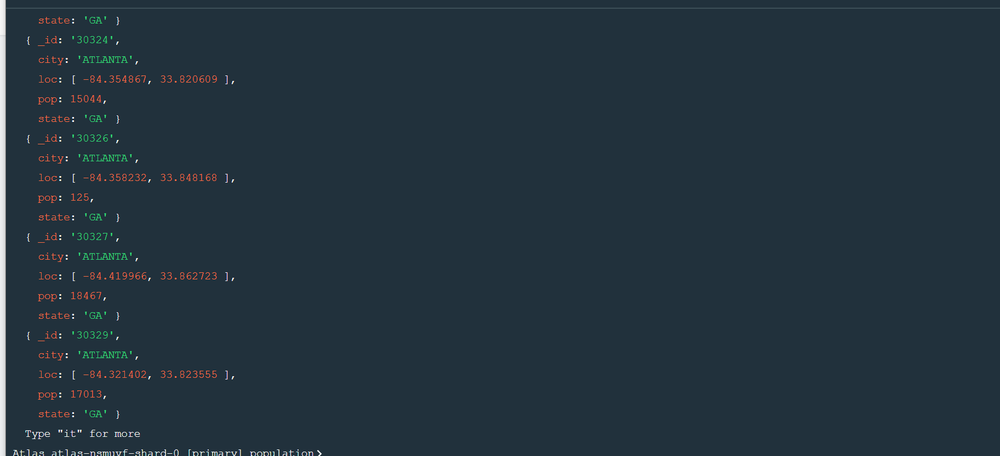 state: 'GA' }
{ _id: '30324',
city: 'ATLANTA',
loc: [ -84.354867, 33.820609 ],
pop: 15044,
state: 'GA' }
{ _id: '30326',
city: 'ATLANTA',
loc: [ -84.358232, 33.848168 ],
pop: 125,
state: 'GA' }
{ _id: '30327',
city: 'ATLANTA',
loc: [ -84.419966, 33.862723 ],
pop: 18467,
state: 'GA' }
{ _id: '30329',
city: 'ATLANTA',
loc: [ -84.321402, 33.823555 ],
pop: 17013,
state: 'GA' }
Type "it" for more
Atlas atlas-nsmuyf-shard-0 [primary] population>